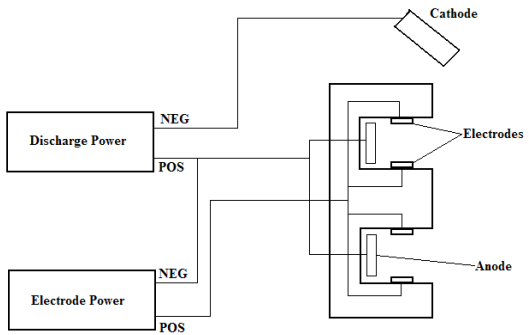 Cathode
NEG
Discharge Power
Electrodes
POS
NEG
Anode
Electrode Power
POS